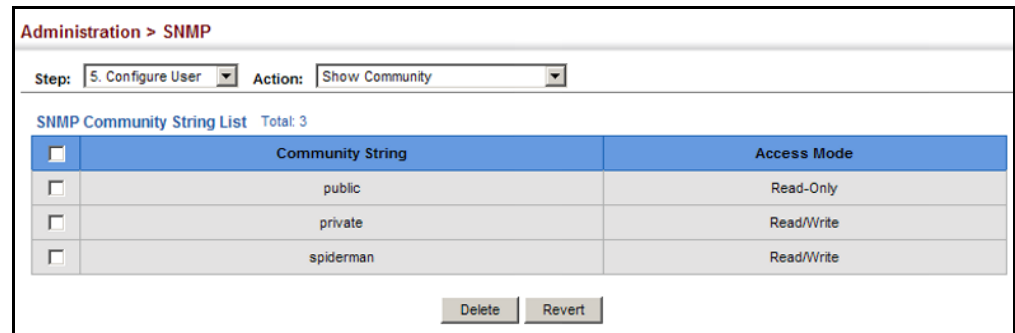 Administration > SNMP
Step: 5. Configure User Action: Show Community
SNMP Community String List Total: 3
Community String Access Mode
public Read-Only
private Read/Write
spiderman Read/Write
Delete Revert